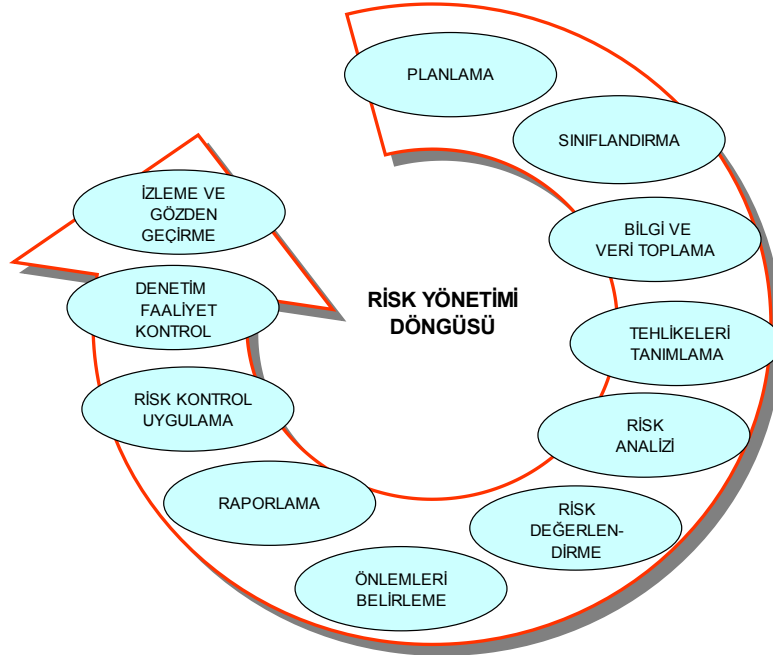 PLANLAMA
SINIFLANDIRMA
BİLGİ VE
VERİ TOPLAMA
TEHLİKELERİ
TANIMLAMA
RİSK
ANALİZİ
RİSK
DEĞERLEN-
DİRME
ÖNLEMLERİ
BELİRLEME
RAPORLAMA
RİSK KONTROL
UYGULAMA
DENETİM
FAALİYET
KONTROL
İZLEME VE
GÖZDEN
GEÇİRME
RİSK YÖNETİMİ
DÖNGÜSÜ